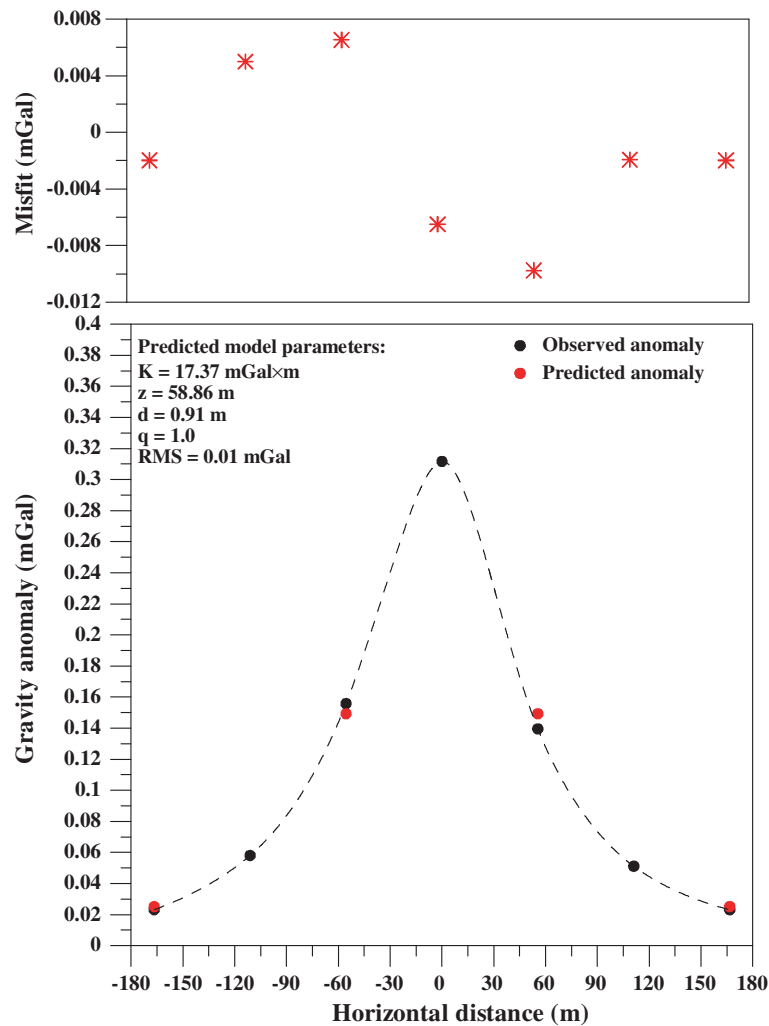 0.008
0.004
0
-0.004
-0.008
-0.012
Misfit (mGal)
0.4
0.38
0.36
0.34
0.32
0.3
0.28
0.26
0.24
0.22
0.2
0.18
0.16
0.14
0.12
0.1
0.08
0.06
0.04
0.02
0
Gravity anomaly (mGal)
Predicted model parameters:
K = 17.37 mGal×m
z = 58.86 m
d = 0.91 m
q = 1.0
RMS = 0.01 mGal
Observed anomaly
Predicted anomaly
-180 -150 -120 -90 -60 -30 0 30 60 90 120 150 180
Horizontal distance (m)